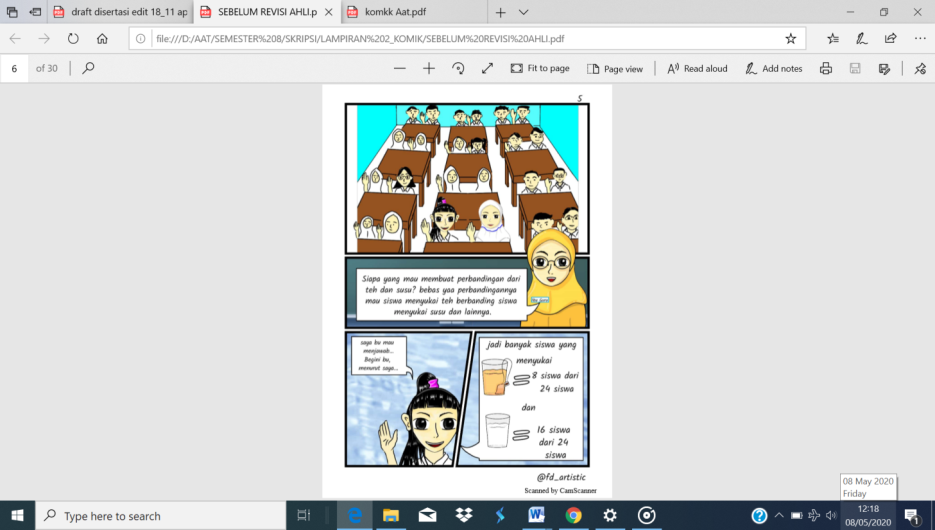 draft disertasi edit 18_11 ap
SEBELUM REVISI AHLI.p
komkk Aat.pdf
file:///D:/AAT/SEMESTER%208/SKRIPSI/LAMPIRAN%202_KOMIK/SEBELUM%20REVISI%20AHLI.pdf
6 of 30
Fit to page
Page view
Read aloud
Add notes
5
Siapa yang mau membuat perbandingan dari
teh dan susu? bebas yaa perbandingannya
mau siswa menyukai teh berbanding siswa
menyukai susu dan lainnya.
saya bu mau
menjawab...
Begini bu,
menurut saya...
jadi banyak siswa yang
menyukai
= 8 siswa dari
24 siswa
dan
= 16 siswa
dari 24
siswa
@fd_artistic
Scanned by CamScanner
08 May 2020
Friday
Type here to search
12:18
08/05/2020
1